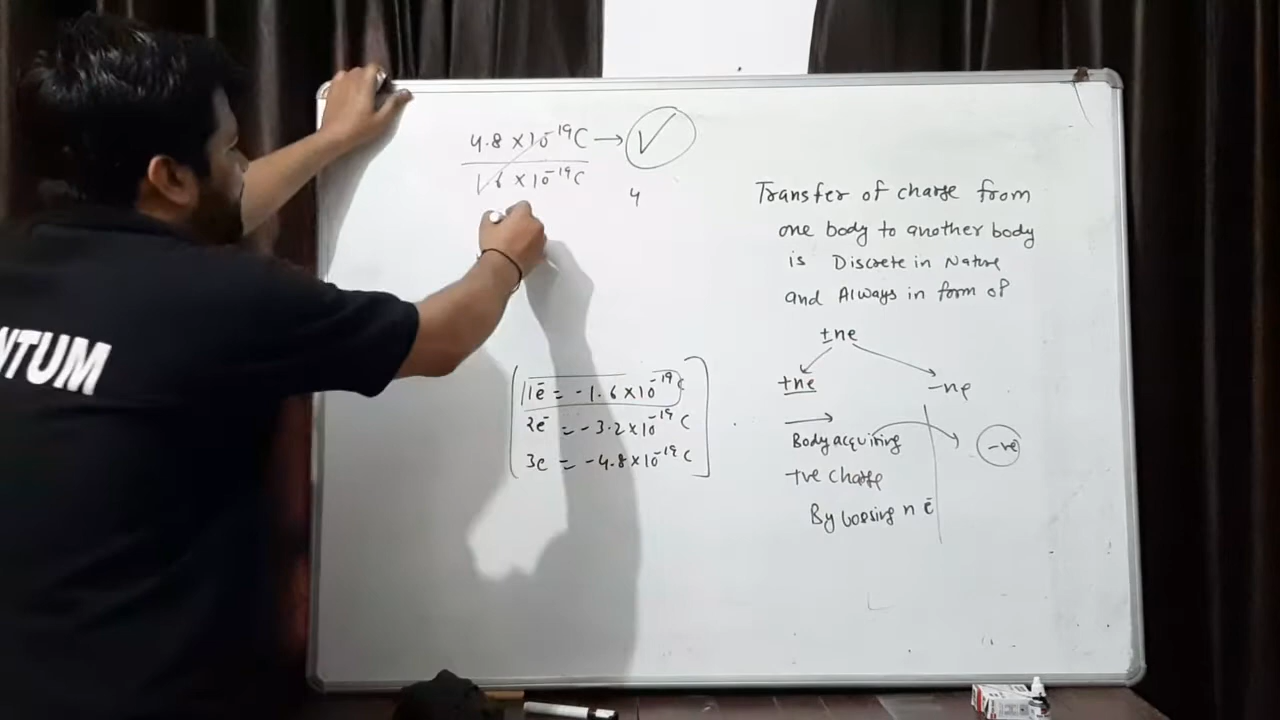 4.8 × 10⁻¹⁹ C → ✓
1.6 × 10⁻¹⁹ C
4
NTUM
1ē = -1.6 × 10⁻¹⁹ C
2ē = -3.2 × 10⁻¹⁹ C
3e = -4.8 × 10⁻¹⁹ C
Transfer of charge from
one body to another body
is Discrete in Nature
and Always in form of
±ne
+ne -ne
Body acquiring -ve
+ve charge
By loosing n ē